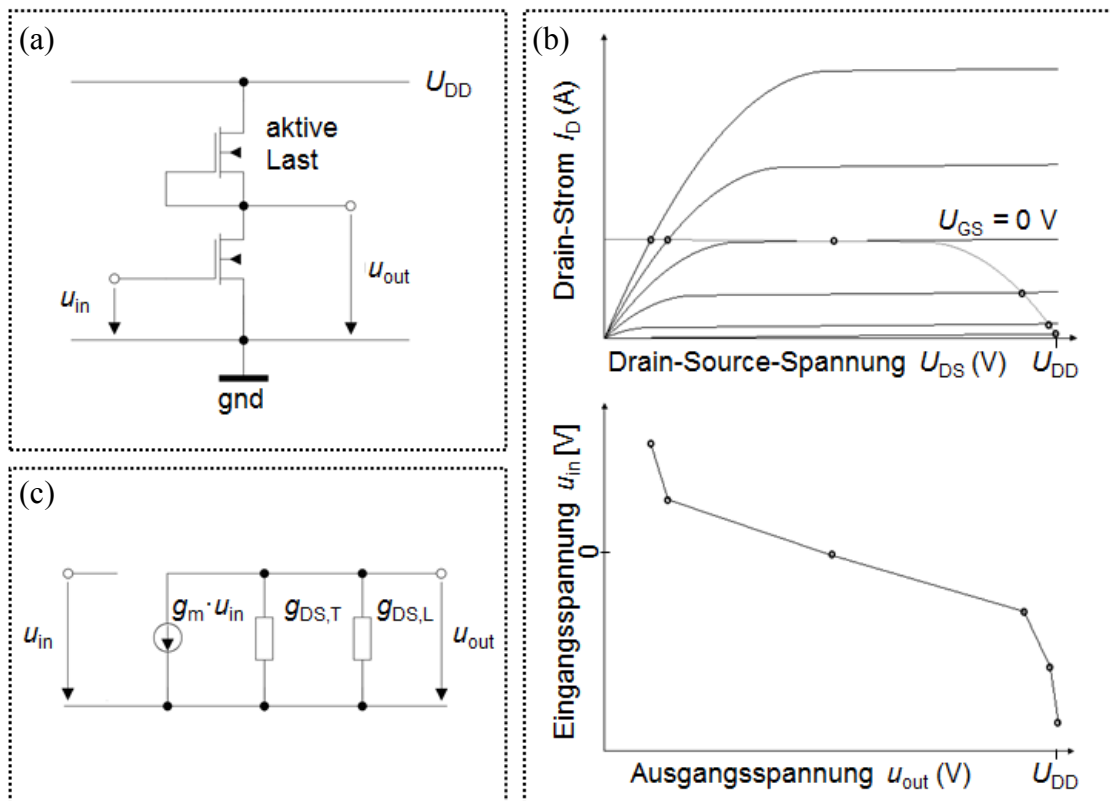 (a)
U_DD
aktive
Last
u_in
u_out
gnd
(b)
Drain-Strom I_D (A)
U_GS = 0 V
Drain-Source-Spannung U_DS (V)
U_DD
Eingangsspannung u_in [V]
0
Ausgangsspannung u_out (V)
U_DD
(c)
u_in
g_m·u_in
g_DS,T
g_DS,L
u_out